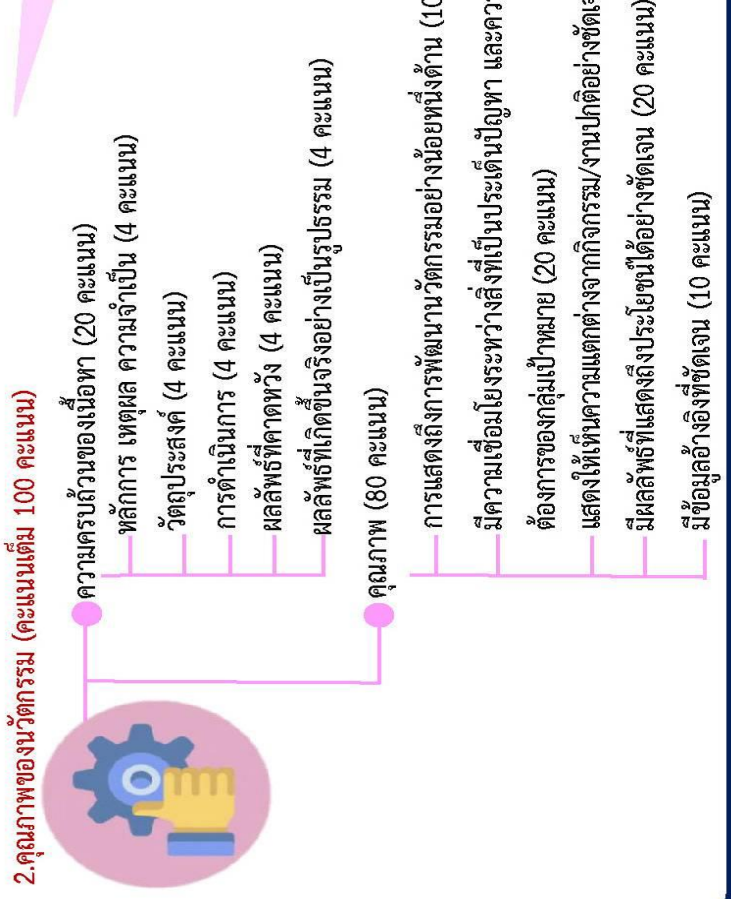 2.คุณภาพของนวัตกรรม (คะแนนเต็ม 100 คะแนน)
ความครบถ้วนของเนื้อหา (20 คะแนน)
หลักการ เหตุผล ความจำเป็น (4 คะแนน)
วัตถุประสงค์ (4 คะแนน)
การดำเนินการ (4 คะแนน)
ผลลัพธ์ที่คาดหวัง (4 คะแนน)
ผลลัพธ์ที่เกิดขึ้นจริงอย่างเป็นรูปธรรม (4 คะแนน)
คุณภาพ (80 คะแนน)
การแสดงถึงการพัฒนานวัตกรรมอย่างน้อยหนึ่งด้าน (10
มีความเชื่อมโยงระหว่างสิ่งที่เป็นประเด็นปัญหา และควา
ต้องการของกลุ่มเป้าหมาย (20 คะแนน)
แสดงให้เห็นความแตกต่างจากกิจกรรม/งานปกติอย่างชัดเจ
มีผลลัพธ์ที่แสดงถึงประโยชน์ได้อย่างชัดเจน (20 คะแนน)
มีข้อมูลอ้างอิงที่ชัดเจน (10 คะแนน)